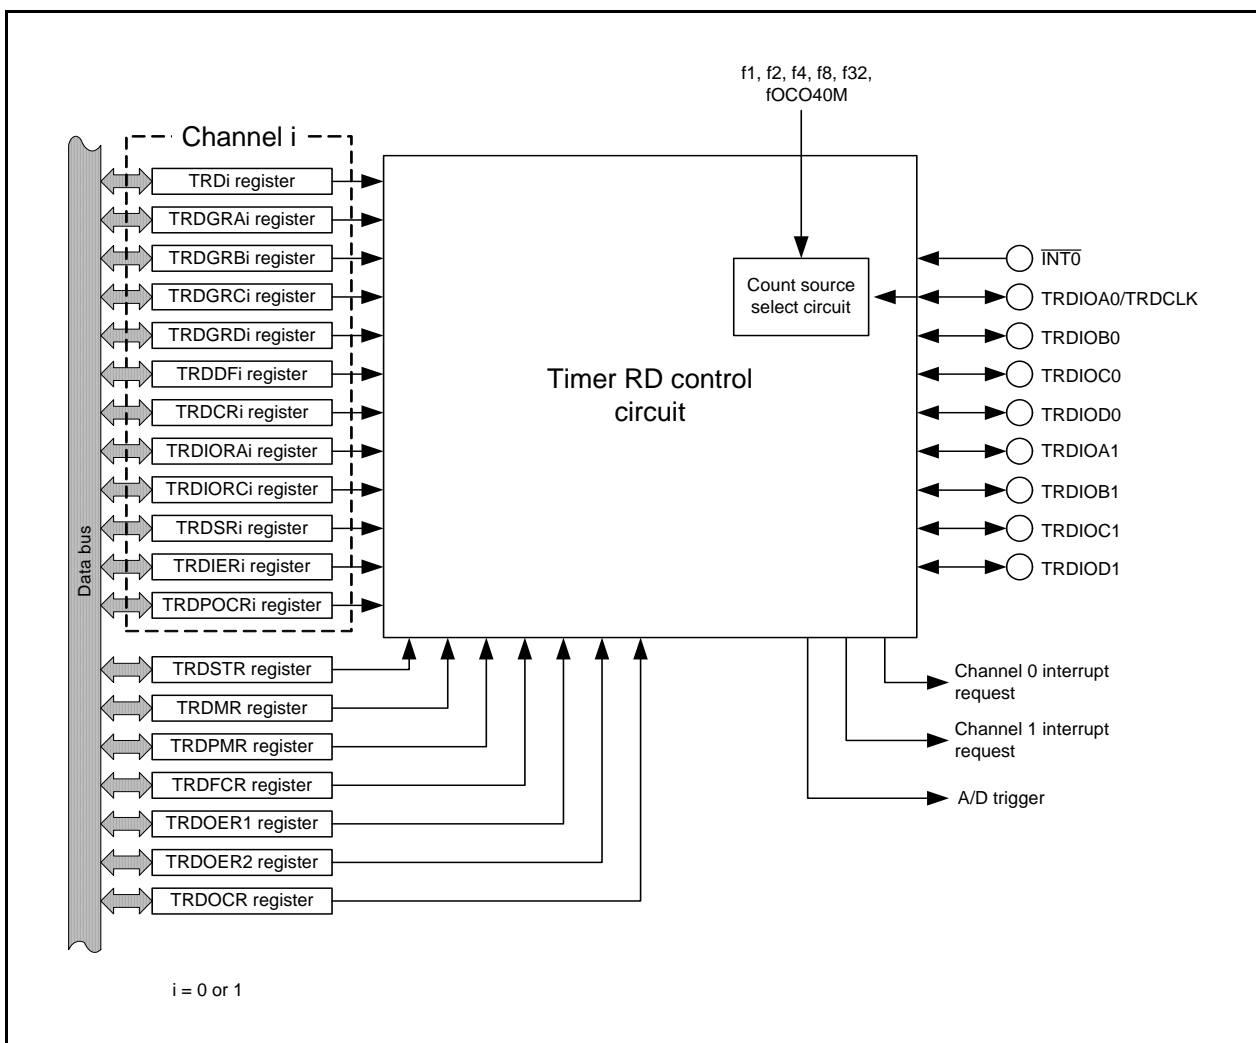 f1, f2, f4, f8, f32,
fOCO40M
Channel i
TRDi register
TRDGRAi register
TRDGRBi register
TRDGRCi register
TRDGRDi register
TRDDFi register
TRDCRi register
TRDIORAi register
TRDIORCi register
TRDSRi register
TRDIERi register
TRDPOCRi register
TRDSTR register
TRDMR register
TRDPMR register
TRDFCR register
TRDOER1 register
TRDOER2 register
TRDOCR register
Data bus
Timer RD control
circuit
Count source
select circuit
INT0
TRDIOA0/TRDCLK
TRDIOB0
TRDIOC0
TRDIOD0
TRDIOA1
TRDIOB1
TRDIOC1
TRDIOD1
Channel 0 interrupt
request
Channel 1 interrupt
request
A/D trigger
i = 0 or 1